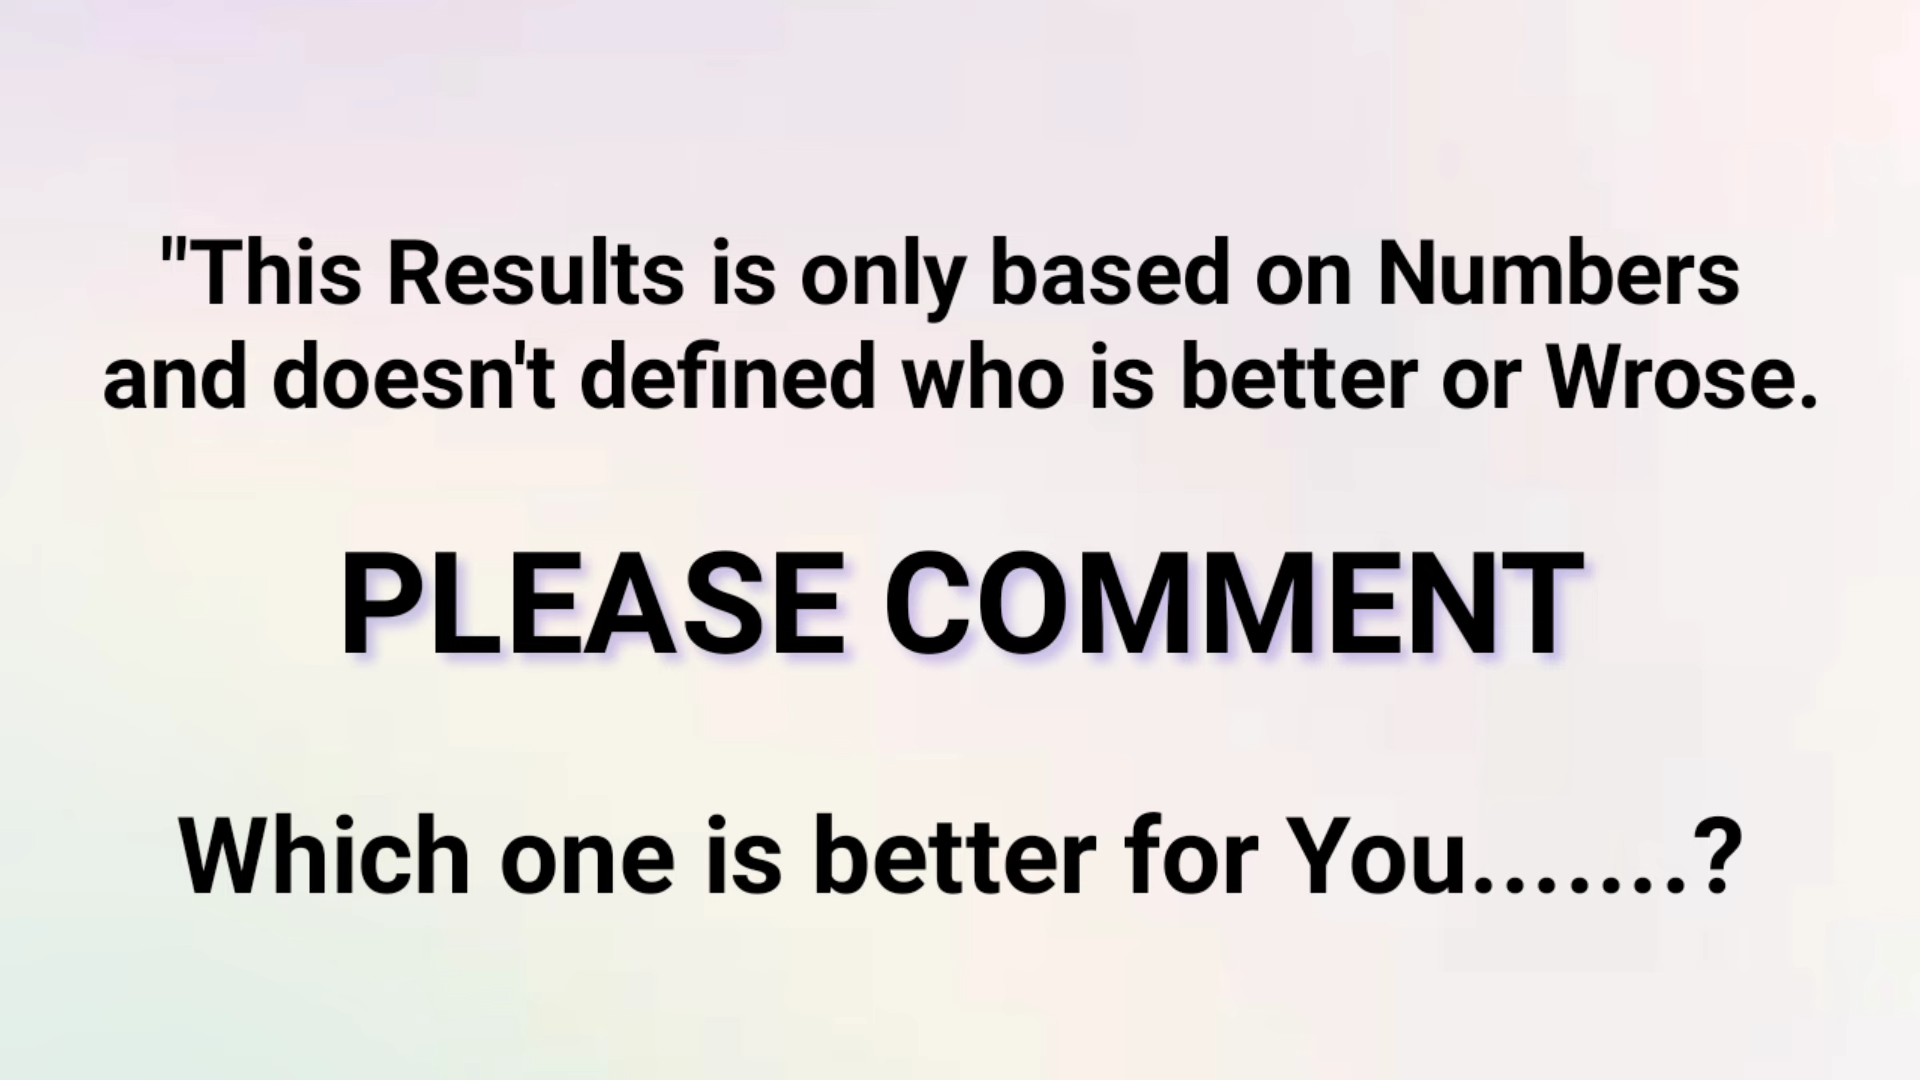 "This Results is only based on Numbers
and doesn't defined who is better or Wrose.
PLEASE COMMENT
Which one is better for You.......?